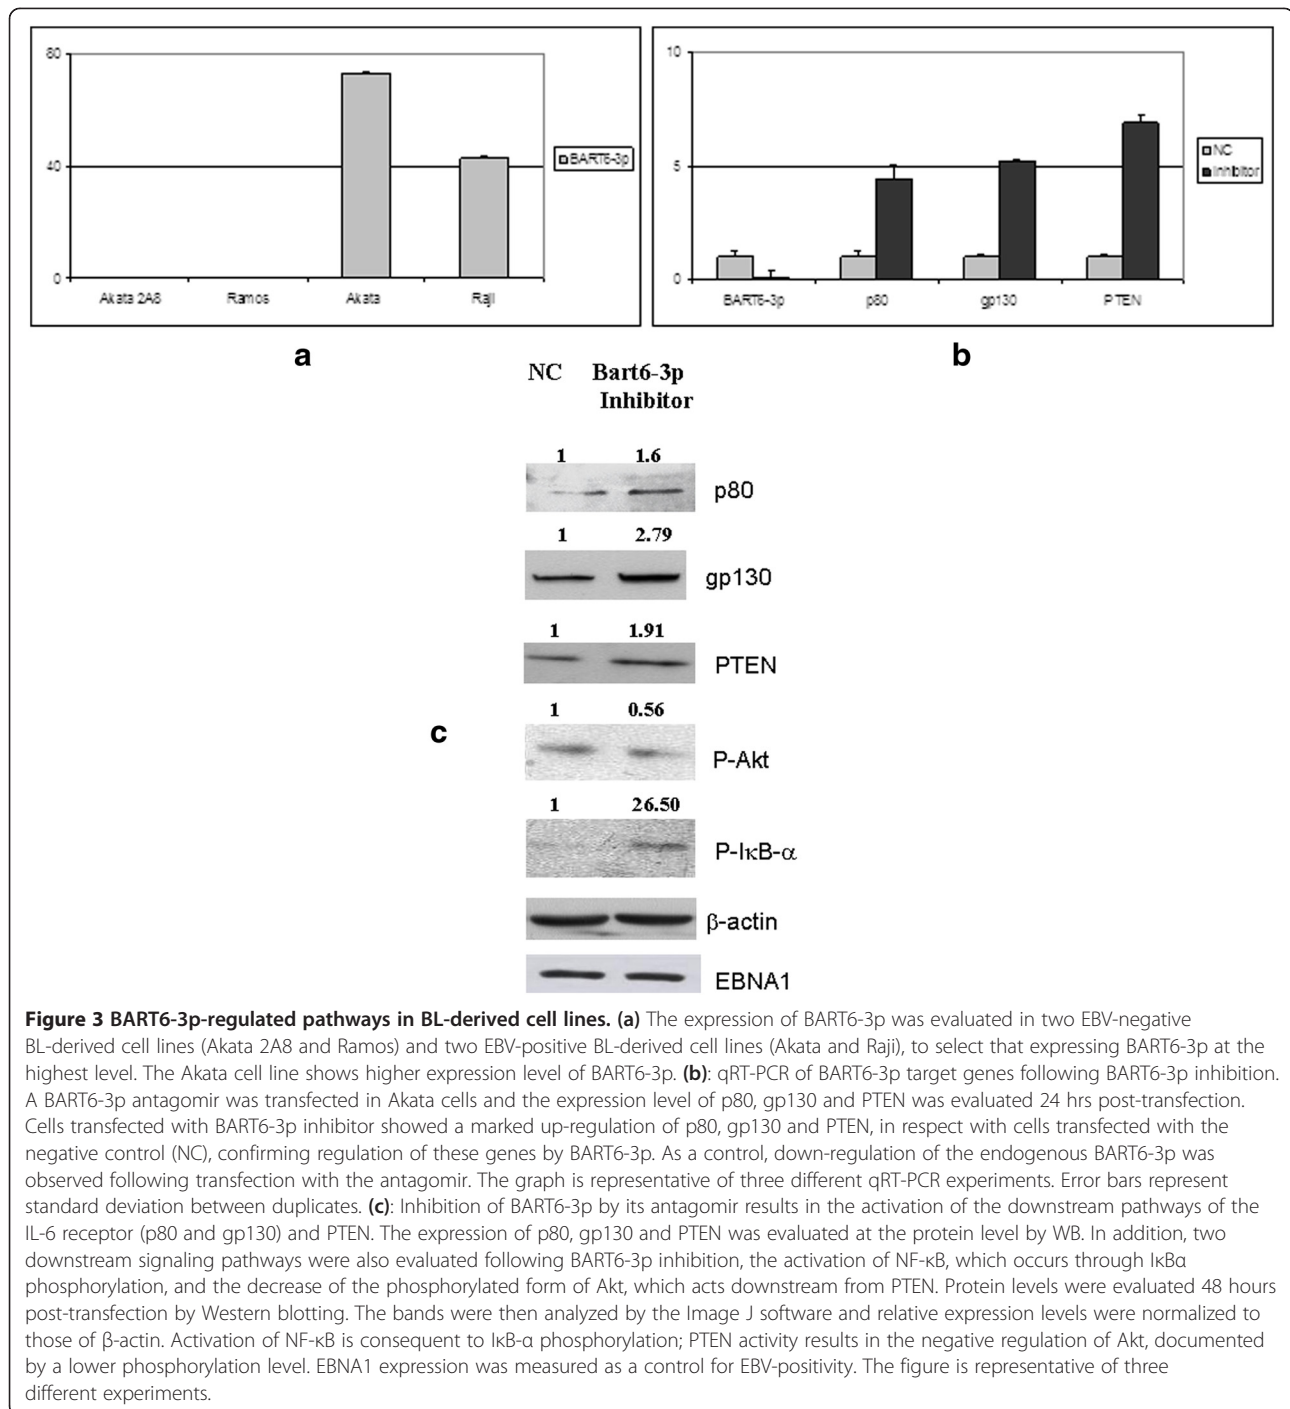 80
40
0
Akata 2A8 Ramos Akata Raji
BART6-3p
a
10
5
0
BART6-3p p80 gp130 PTEN
NC
Inhibitor
b
NC Bart6-3p
Inhibitor
1 1.6
p80
1 2.79
gp130
1 1.91
PTEN
1 0.56
c
P-Akt
1 26.50
P-IκB-α
β-actin
EBNA1
Figure 3 BART6-3p-regulated pathways in BL-derived cell lines. (a) The expression of BART6-3p was evaluated in two EBV-negative
BL-derived cell lines (Akata 2A8 and Ramos) and two EBV-positive BL-derived cell lines (Akata and Raji), to select that expressing BART6-3p at the
highest level. The Akata cell line shows higher expression level of BART6-3p. (b): qRT-PCR of BART6-3p target genes following BART6-3p inhibition.
A BART6-3p antagomir was transfected in Akata cells and the expression level of p80, gp130 and PTEN was evaluated 24 hrs post-transfection.
Cells transfected with BART6-3p inhibitor showed a marked up-regulation of p80, gp130 and PTEN, in respect with cells transfected with the
negative control (NC), confirming regulation of these genes by BART6-3p. As a control, down-regulation of the endogenous BART6-3p was
observed following transfection with the antagomir. The graph is representative of three different qRT-PCR experiments. Error bars represent
standard deviation between duplicates. (c): Inhibition of BART6-3p by its antagomir results in the activation of the downstream pathways of the
IL-6 receptor (p80 and gp130) and PTEN. The expression of p80, gp130 and PTEN was evaluated at the protein level by WB. In addition, two
downstream signaling pathways were also evaluated following BART6-3p inhibition, the activation of NF-κB, which occurs through IκBα
phosphorylation, and the decrease of the phosphorylated form of Akt, which acts downstream from PTEN. Protein levels were evaluated 48 hours
post-transfection by Western blotting. The bands were then analyzed by the Image J software and relative expression levels were normalized to
those of β-actin. Activation of NF-κB is consequent to IκB-α phosphorylation; PTEN activity results in the negative regulation of Akt, documented
by a lower phosphorylation level. EBNA1 expression was measured as a control for EBV-positivity. The figure is representative of three
different experiments.